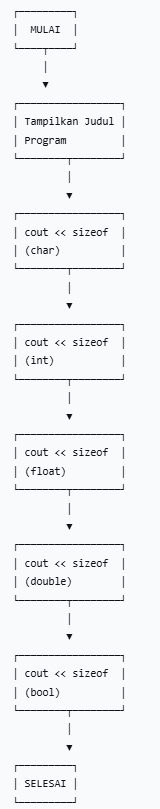 MULAI
Tampilkan Judul
Program
cout << sizeof
(char)
cout << sizeof
(int)
cout << sizeof
(float)
cout << sizeof
(double)
cout << sizeof
(bool)
SELESAI